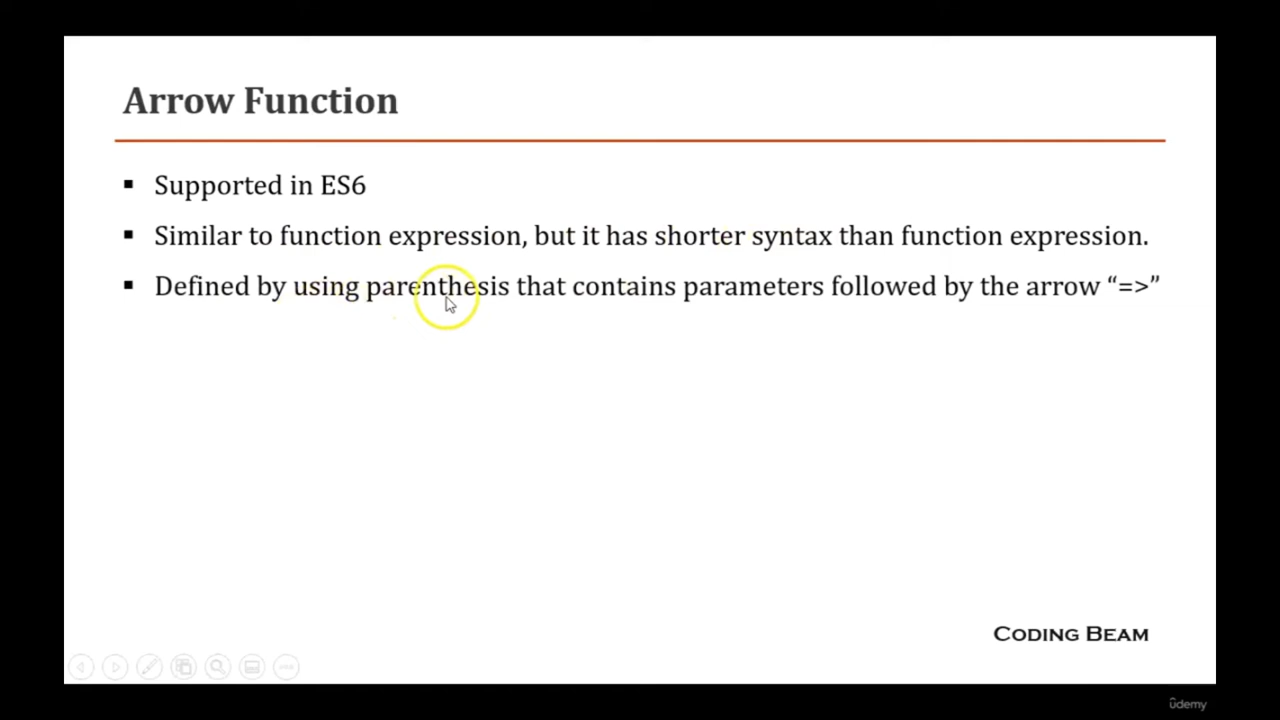 Arrow Function
▪ Supported in ES6
▪ Similar to function expression, but it has shorter syntax than function expression.
▪ Defined by using parenthesis that contains parameters followed by the arrow “=>”
CODING BEAM
ûdemy